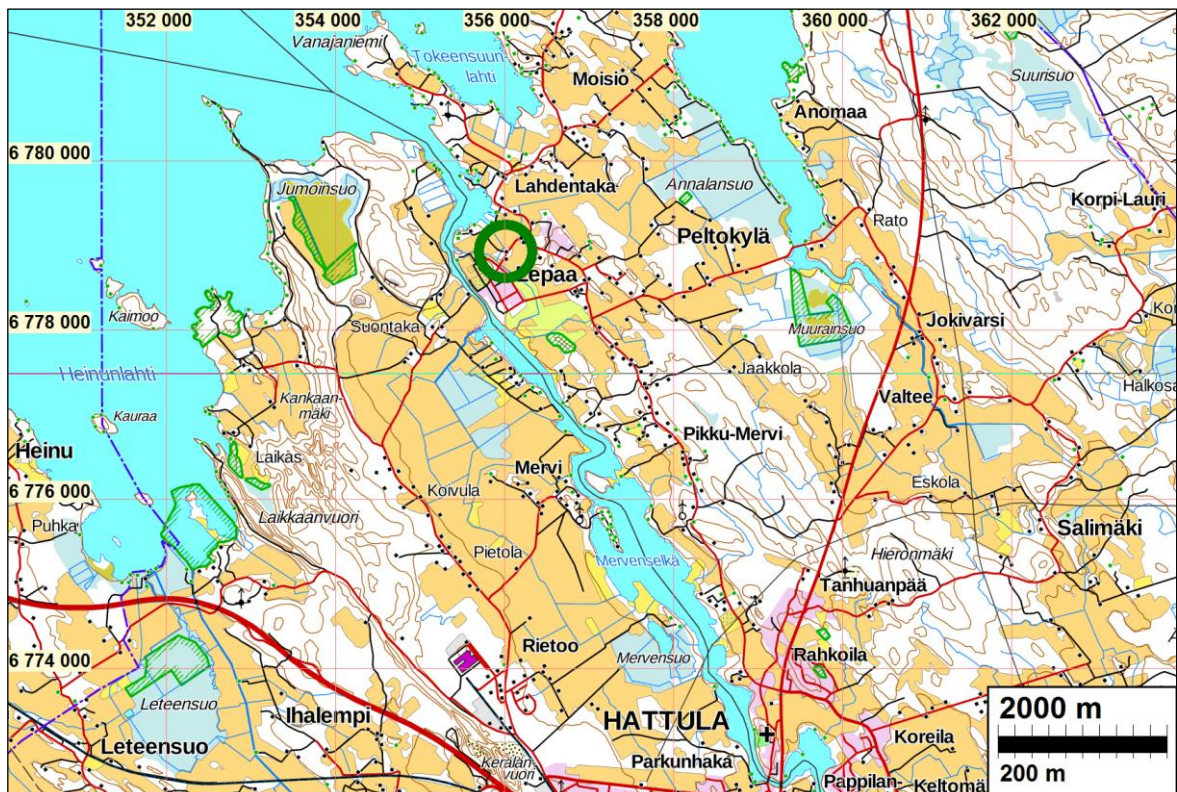 352 000
354 000
356 000
358 000
360 000
362 000
Vanajaniemi
Tokeensuun-
lahti
Moisio
Suurisuo
Anomaa
6 780 000
Jumoinsuo
Lahdentaka
Annalansuo
Korpi-Lauri
Rato
Peltokylä
Lepaa
Kaimoo
6 778 000
Suontaka
Muurainsuo
Jokivarsi
Heinunlahti
Jaakkola
Halkosa
Kankaan-
mäki
Valtee
Kauraa
Pikku-Mervi
Heinu
Laikas
Mervi
Eskola
6 776 000
Koivula
Laikkaanvuori
Puhka
Salimäki
Pietola
Mervenselkä
Hieronmäki
Tanhuanpää
Rietoo
Mervensuo
Rahkoila
6 774 000
Leteensuo
Ihalempi
HATTULA
2000 m
Leteensuo
Koreila
200 m
Kerälän-
vuori
Parkunhaka
Pappilan-
Keltomä